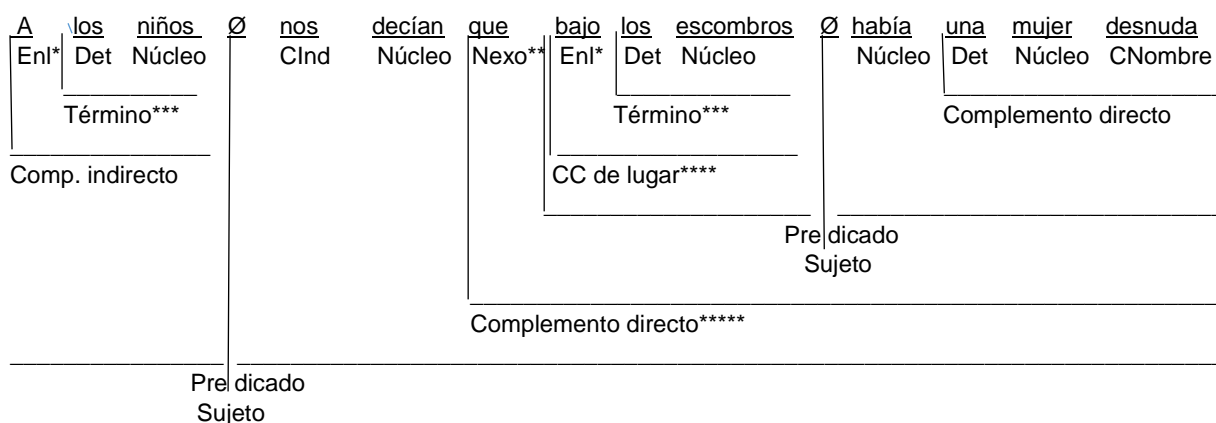 A los niños Ø nos decían que bajo los escombros Ø había una mujer desnuda
Enl* Det Núcleo CInd Núcleo Nexo** Enl* Det Núcleo Núcleo Det Núcleo CNombre
Término*** Término*** Complemento directo
Comp. indirecto CC de lugar****
Predicado
Sujeto
Complemento directo*****
Predicado
Sujeto